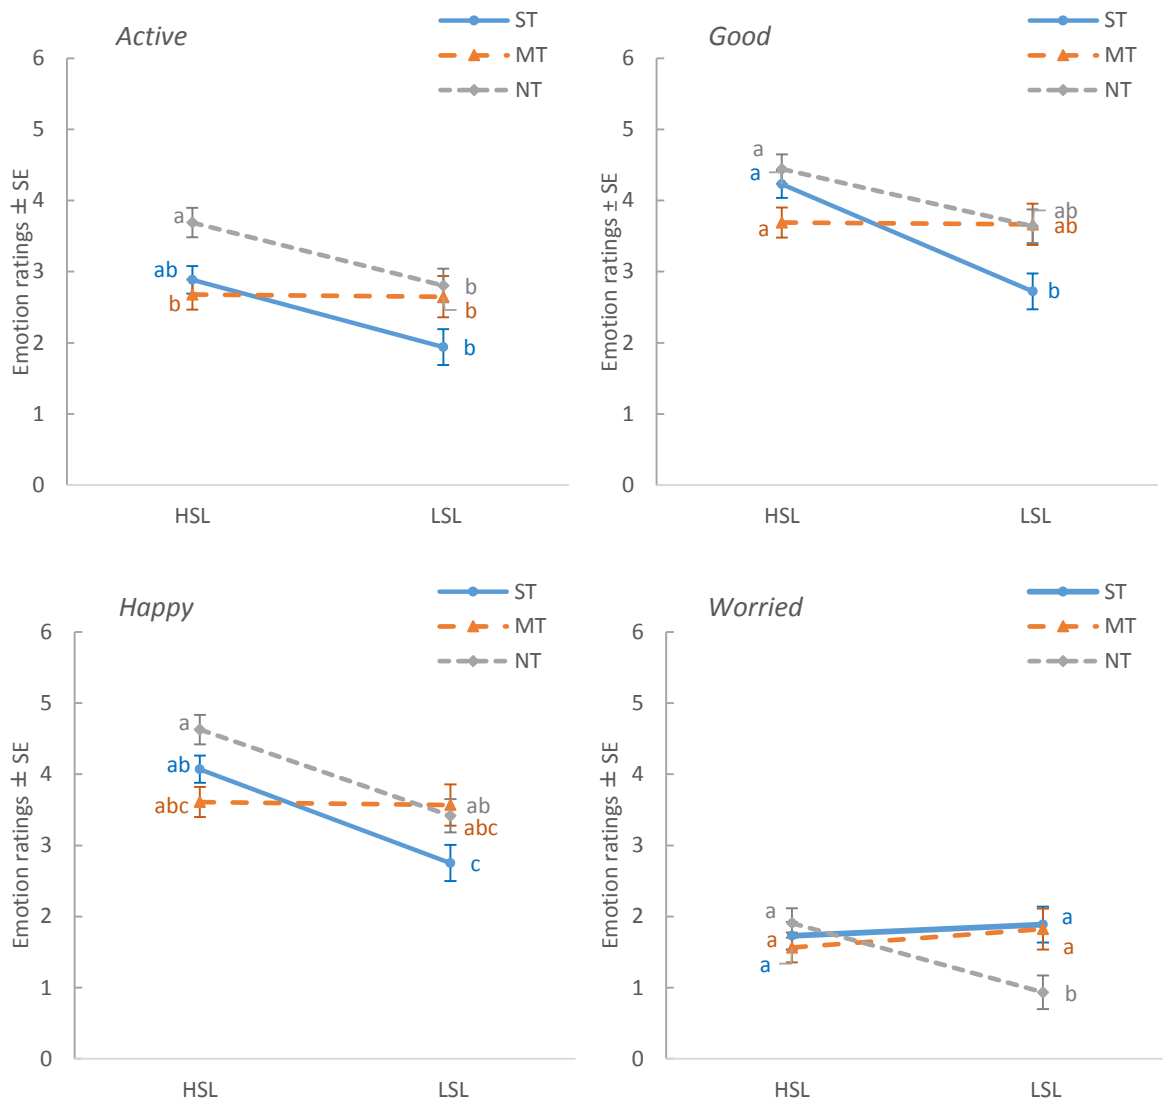 Active
ST
MT
NT
Emotion ratings ± SE
6
5
4
3
2
1
0
a
ab
b
b
b
b
HSL LSL
Good
ST
MT
NT
Emotion ratings ± SE
6
5
4
3
2
1
0
a
a
a
ab
ab
b
HSL LSL
Happy
ST
MT
NT
Emotion ratings ± SE
6
5
4
3
2
1
0
a
ab
abc
ab
abc
c
HSL LSL
Worried
ST
MT
NT
Emotion ratings ± SE
6
5
4
3
2
1
0
a
a
a
a
a
b
HSL LSL